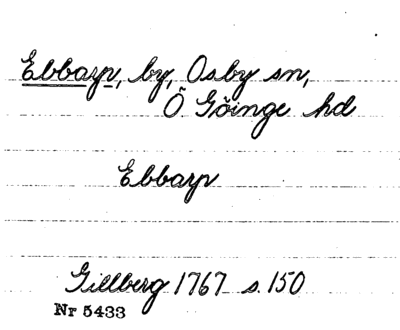 Ebbarp, by, Osby sn,
Ö Göinge hd
Ebbarp
Gillberg 1767 s. 150
Nr 5433